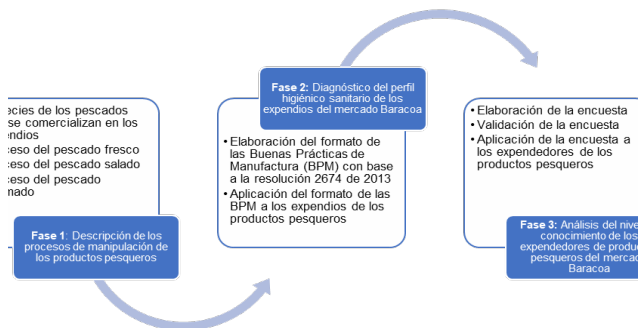 ecies de los pescados
se comercializan en los
endios
ceso del pescado fresco
ceso del pescado salado
ceso del pescado
mado
Fase 1: Descripción de los
procesos de manipulación de
los productos pesqueros
Fase 2: Diagnóstico del perfil
higiénico sanitario de los
expendios del mercado Baracoa
• Elaboración del formato de
las Buenas Prácticas de
Manufactura (BPM) con base
a la resolución 2674 de 2013
• Aplicación del formato de las
BPM a los expendios de los
productos pesqueros
• Elaboración de la encuesta
• Validación de la encuesta
• Aplicación de la encuesta a
los expendedores de los
productos pesqueros
Fase 3: Análisis del nive
conocimiento de los
expendedores de produc
pesqueros del mercad
Baracoa